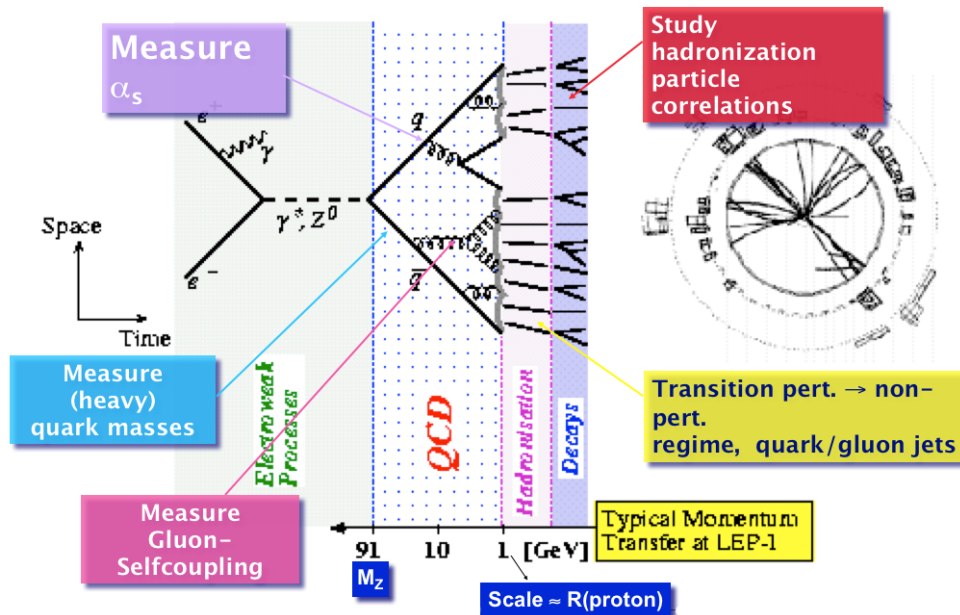 Measure
αs
Study
hadronization
particle
correlations
e+
γ
q
γ*, Z0
q̅
e−
Space
Time
Measure
(heavy)
quark masses
Transition pert. → non-
pert.
regime, quark/gluon jets
Electroweak
Processes
QCD
Hadronisation
Decays
Measure
Gluon-
Selfcoupling
Typical Momentum
Transfer at LEP-1
91 10 1 [GeV]
MZ
Scale ≈ R(proton)